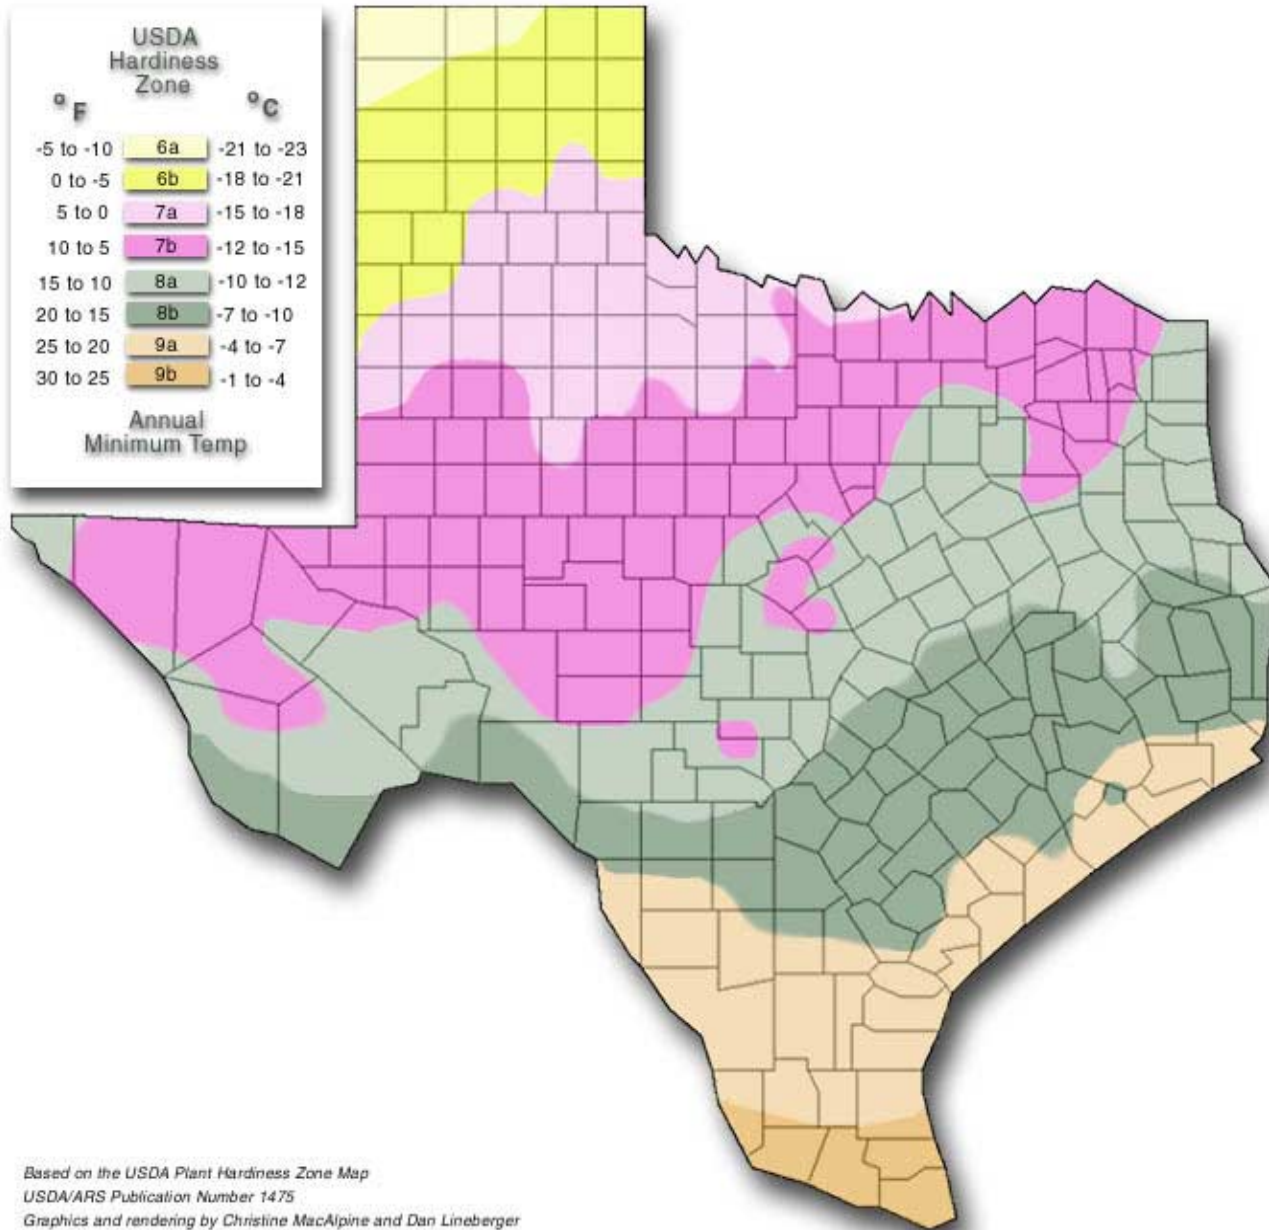 USDA
Hardiness
Zone
°F °C
-5 to -10 6a -21 to -23
0 to -5 6b -18 to -21
5 to 0 7a -15 to -18
10 to 5 7b -12 to -15
15 to 10 8a -10 to -12
20 to 15 8b -7 to -10
25 to 20 9a -4 to -7
30 to 25 9b -1 to -4
Annual
Minimum Temp
Based on the USDA Plant Hardiness Zone Map
USDA/ARS Publication Number 1475
Graphics and rendering by Christine MacAlpine and Dan Lineberger